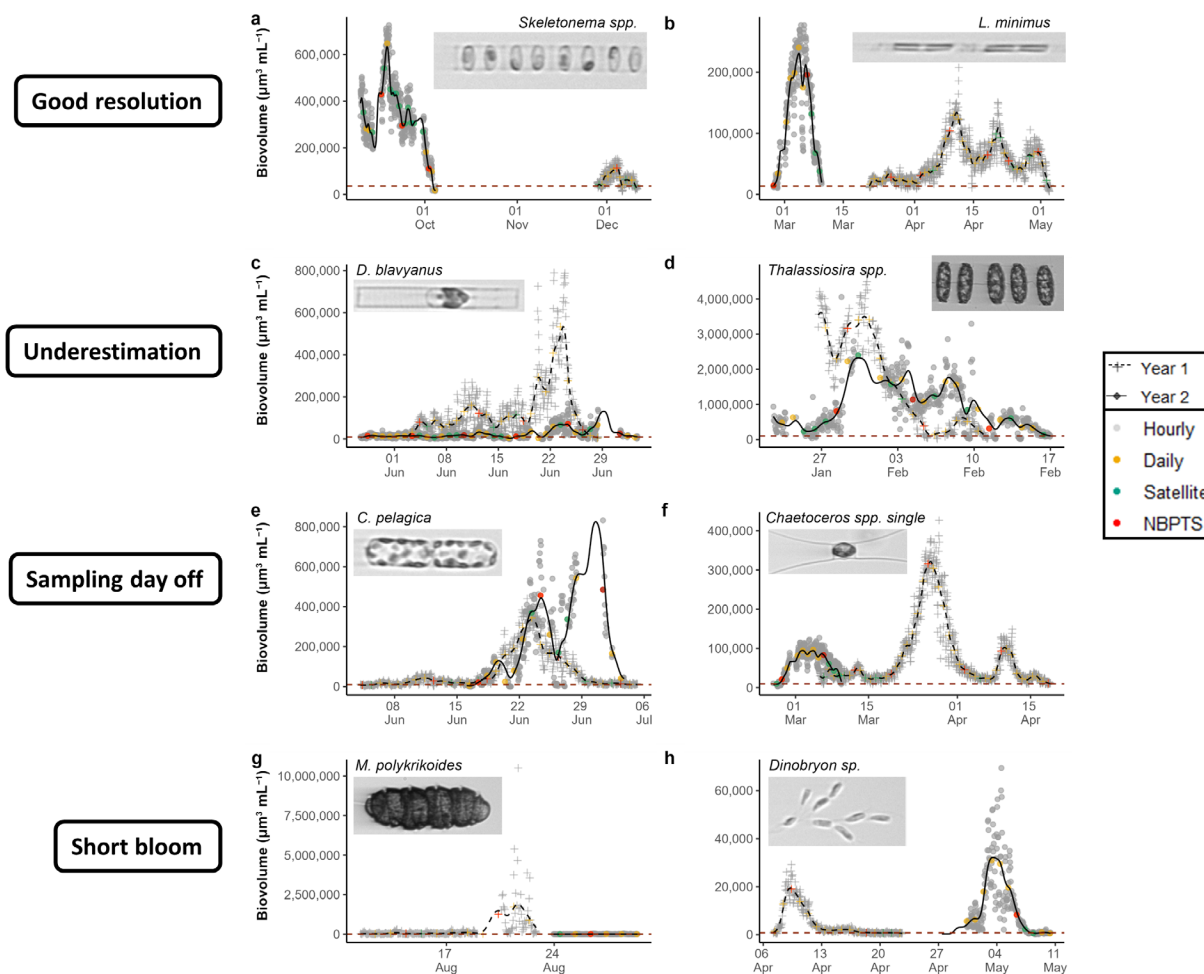 a
Skeletonema spp.
Biovolume (µm³ mL⁻¹)
600,000
400,000
200,000
0
01 Oct
01 Nov
01 Dec
b
L. minimus
200,000
100,000
0
01 Mar
15 Mar
01 Apr
15 Apr
01 May
Good resolution
c
D. blavyanus
Biovolume (µm³ mL⁻¹)
800,000
600,000
400,000
200,000
0
01 Jun
08 Jun
15 Jun
22 Jun
29 Jun
d
Thalassiosira spp.
4,000,000
3,000,000
2,000,000
1,000,000
0
27 Jan
03 Feb
10 Feb
17 Feb
Underestimation
Year 1
Year 2
Hourly
Daily
Satellite
NBPTS
e
C. pelagica
Biovolume (µm³ mL⁻¹)
800,000
600,000
400,000
200,000
0
08 Jun
15 Jun
22 Jun
29 Jun
06 Jul
f
Chaetoceros spp. single
400,000
300,000
200,000
100,000
0
01 Mar
15 Mar
01 Apr
15 Apr
Sampling day off
g
M. polykrikoides
Biovolume (µm³ mL⁻¹)
10,000,000
7,500,000
5,000,000
2,500,000
0
17 Aug
24 Aug
h
Dinobryon sp.
60,000
40,000
20,000
0
06 Apr
13 Apr
20 Apr
27 Apr
04 May
11 May
Short bloom